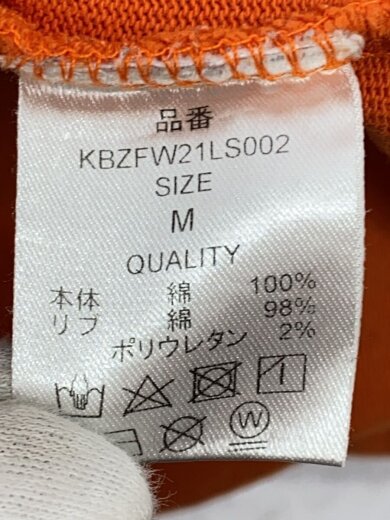 品番
KBZFW21LS002
SIZE
M
QUALITY
本体 綿 100%
リブ 綿 98%
ポリウレタン 2%
W